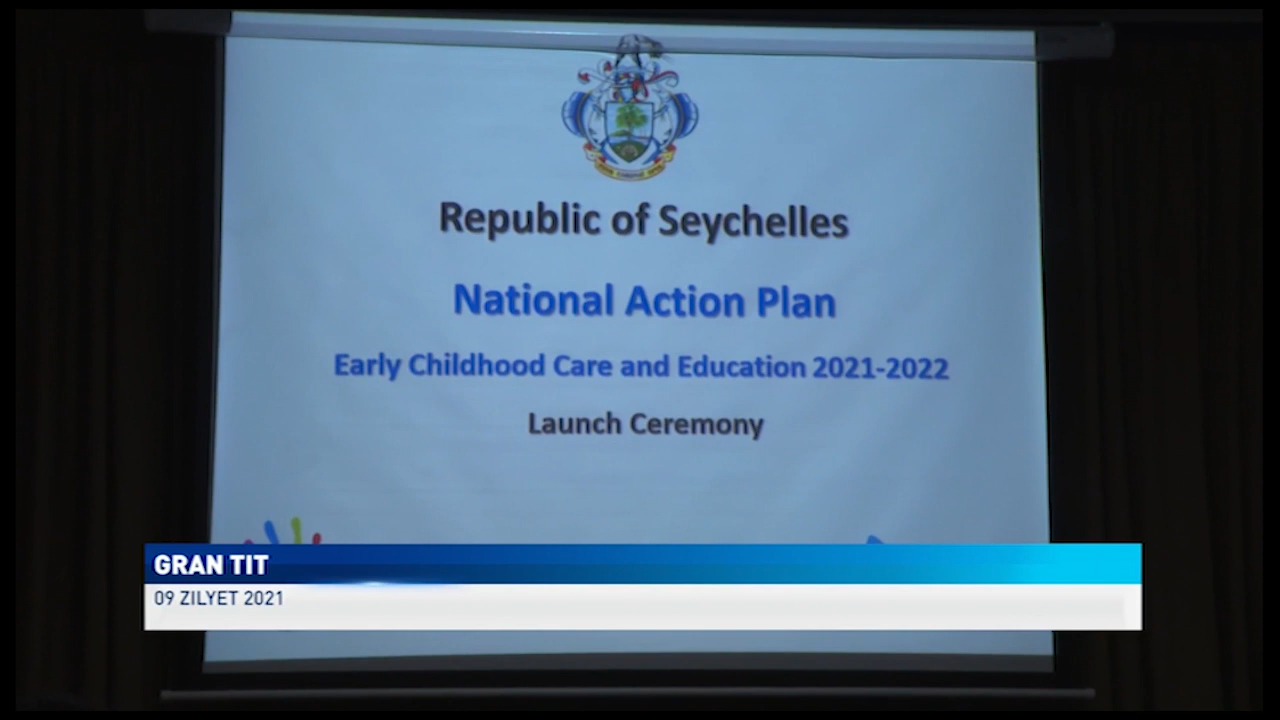 Republic of Seychelles
National Action Plan
Early Childhood Care and Education 2021-2022
Launch Ceremony
GRAN TIT
09 ZILYET 2021